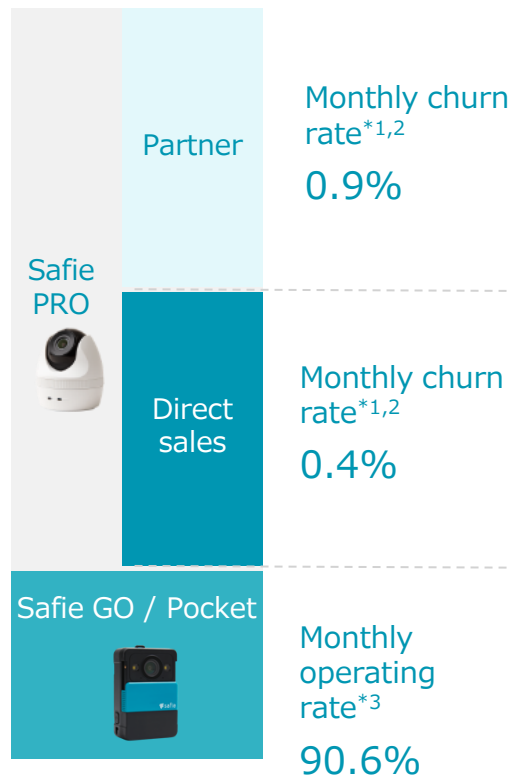 Partner
Monthly churn
rate*1,2
0.9%
Safie
PRO
Direct
sales
Monthly churn
rate*1,2
0.4%
Safie GO / Pocket
safie
Monthly
operating
rate*3
90.6%